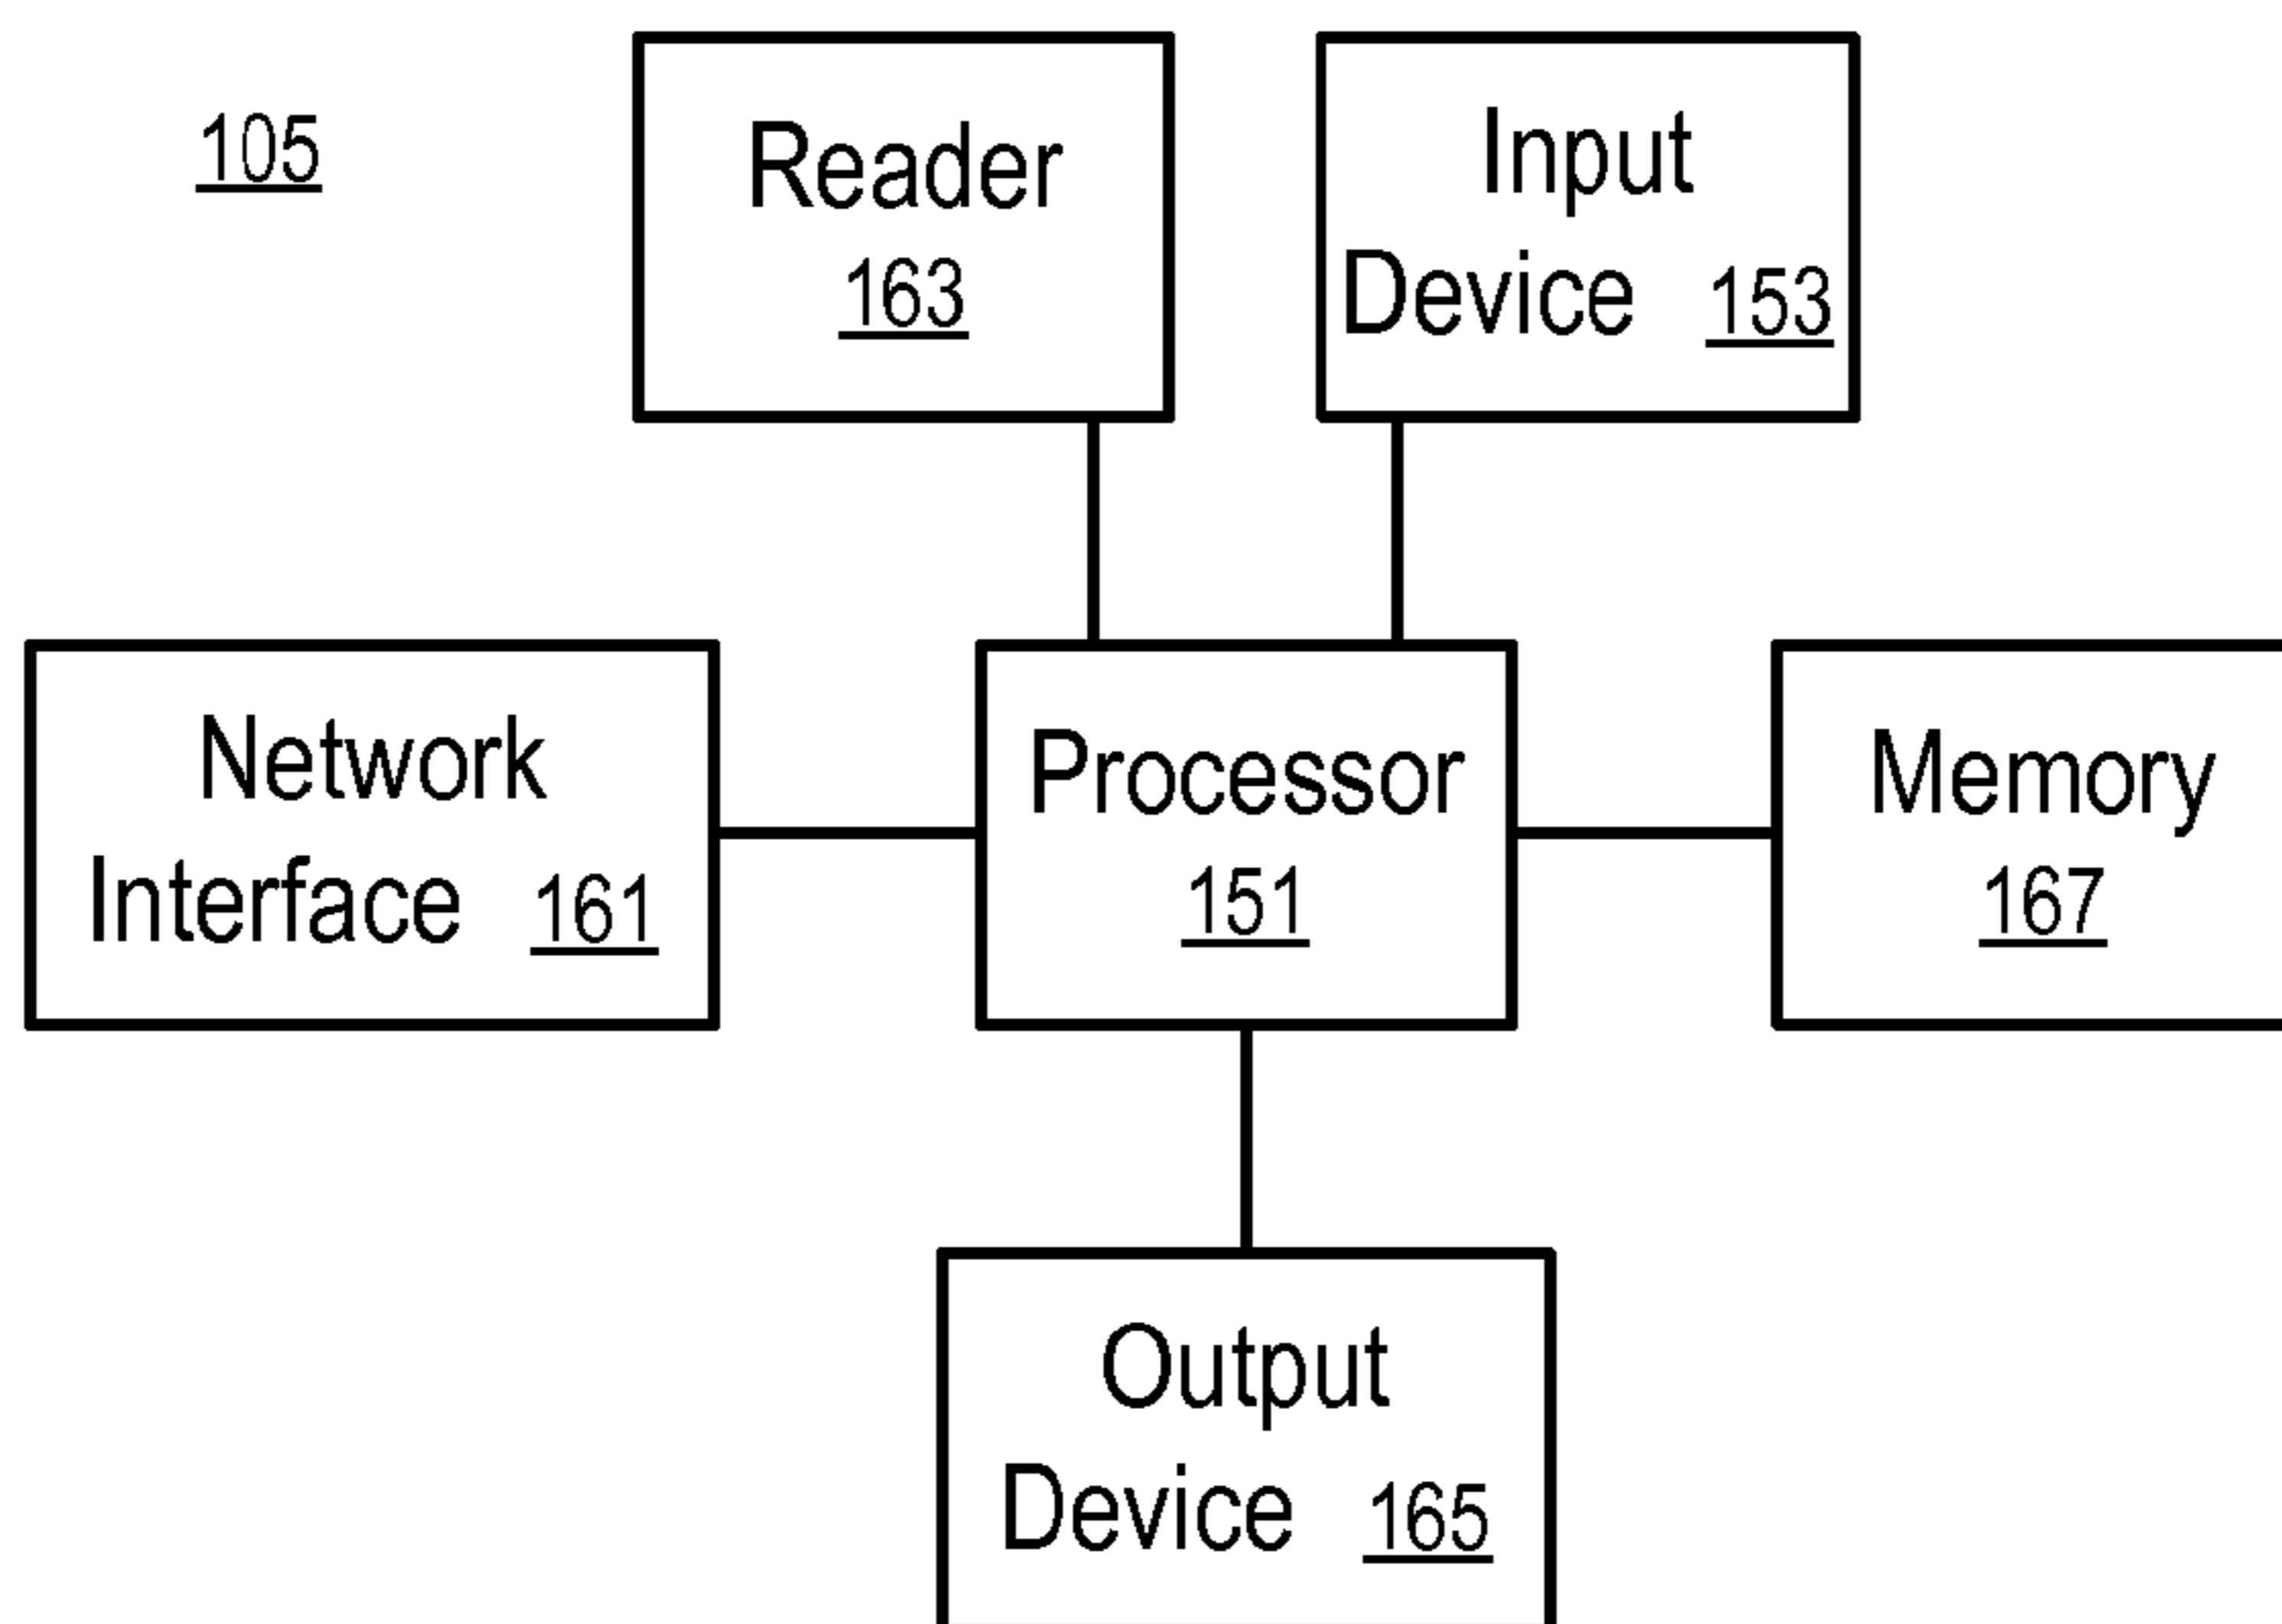 105
Reader
163
Input
Device 153
Network
Interface 161
Processor
151
Memory
167
Output
Device 165